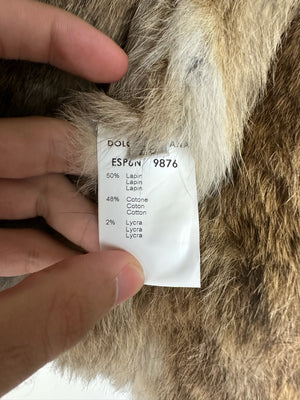 ESP6N 9876
50% Lapin
Lapin
Lapin
48% Cotone
Coton
Cotton
2% Lycra
Lycra
Lycra